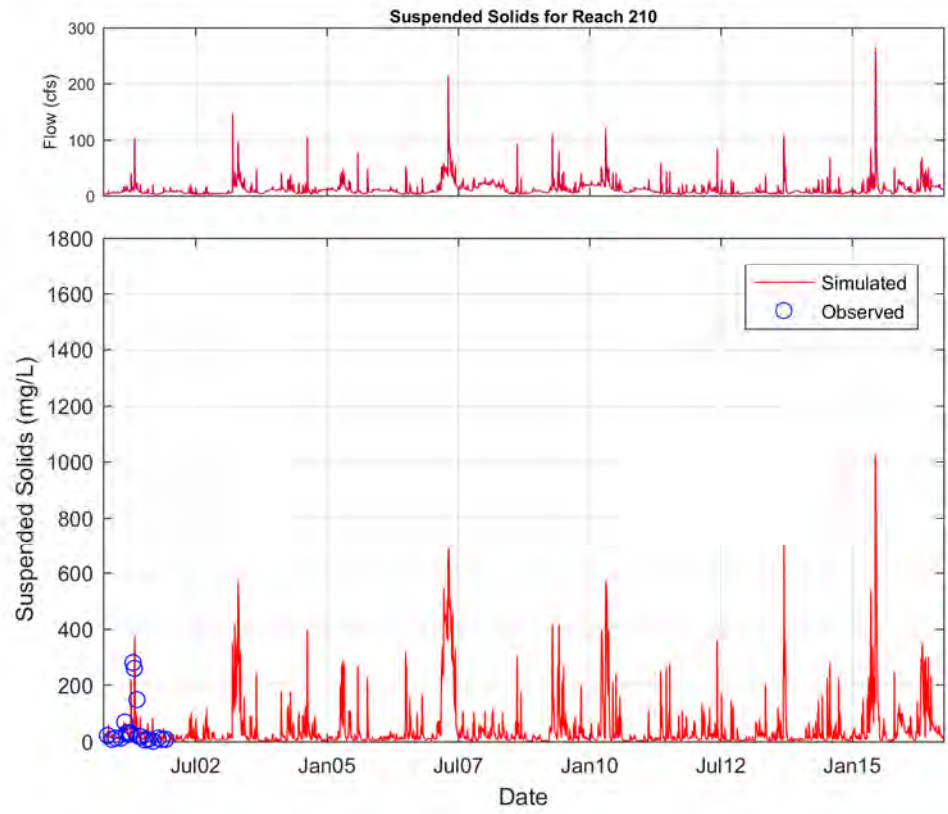 Suspended Solids for Reach 210
300
200
100
0
Flow (cfs)
1800
1600
1400
1200
1000
800
600
400
200
0
Suspended Solids (mg/L)
Simulated
Observed
Jul02 Jan05 Jul07 Jan10 Jul12 Jan15
Date